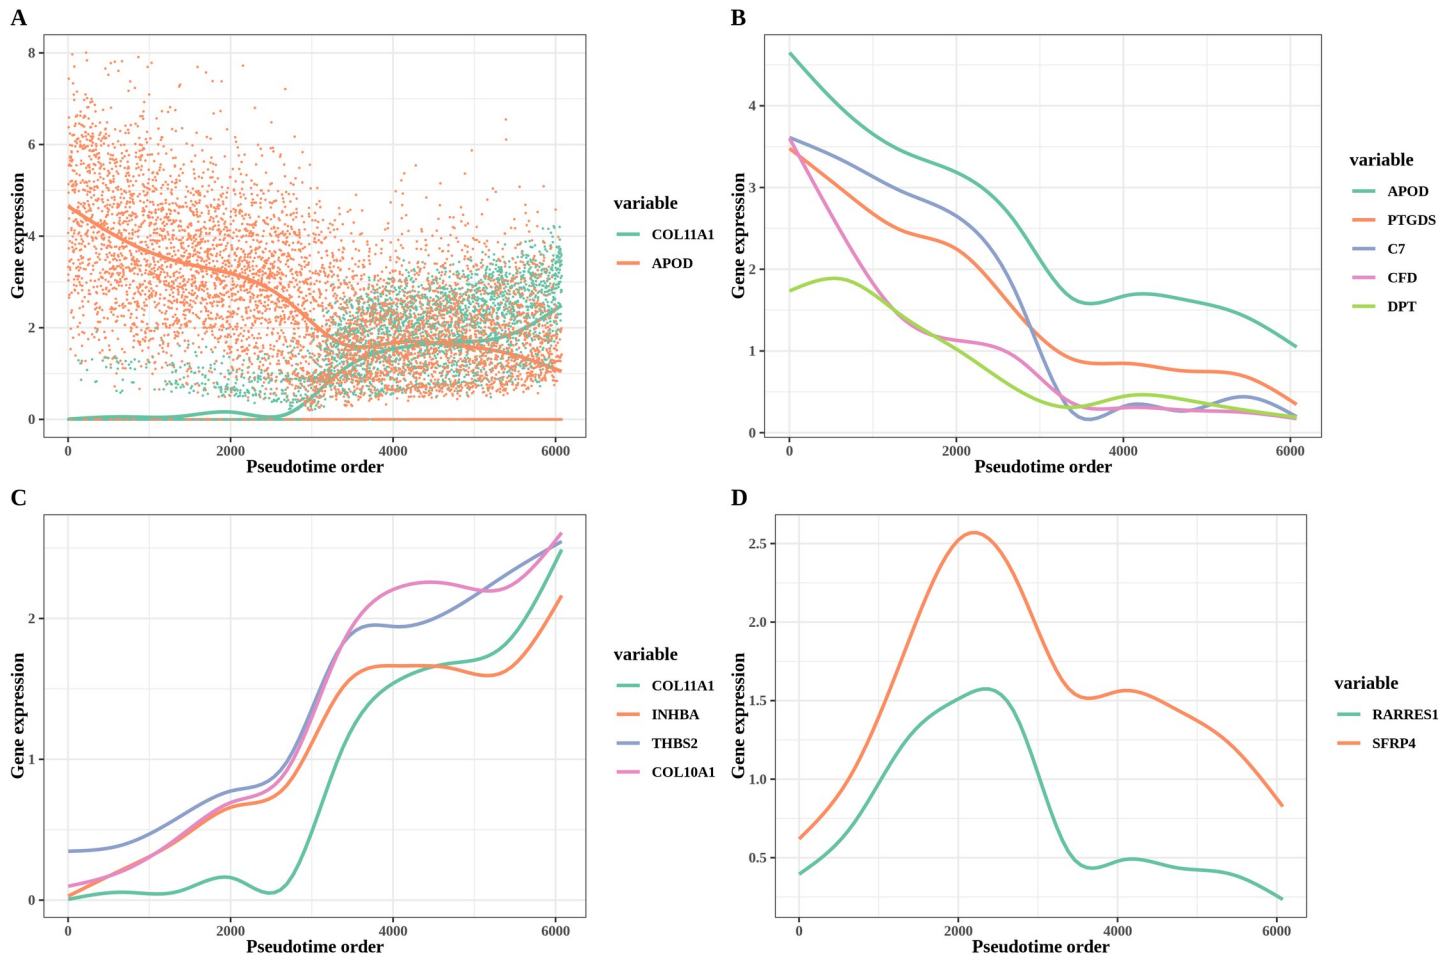 A
Gene expression
8
6
4
2
0
0 2000 4000 6000
Pseudotime order
variable
COL11A1
APOD
B
Gene expression
4
3
2
1
0
0 2000 4000 6000
Pseudotime order
variable
APOD
PTGDS
C7
CFD
DPT
C
Gene expression
2
1
0
0 2000 4000 6000
Pseudotime order
variable
COL11A1
INHBA
THBS2
COL10A1
D
Gene expression
2.5
2.0
1.5
1.0
0.5
0 2000 4000 6000
Pseudotime order
variable
RARRES1
SFRP4